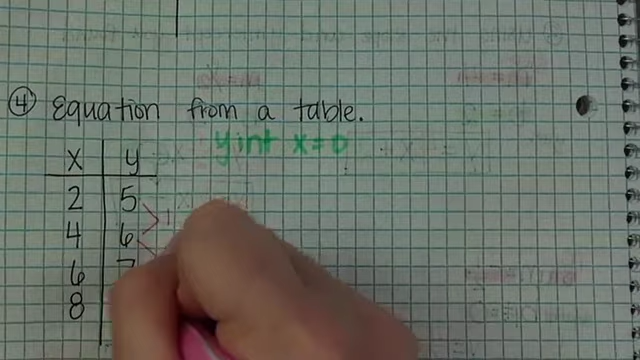 ④ Equation from a table.
y int x=0
x y
2 5
1
4 6
6 7
8